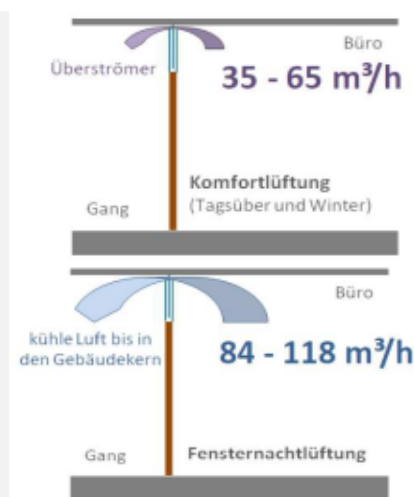 Büro
Überströmer
35 - 65 m³/h
Komfortlüftung
(Tagsüber und Winter)
Gang
Büro
kühle Luft bis in
den Gebäudekern
84 - 118 m³/h
Gang
Fensternachtlüftung